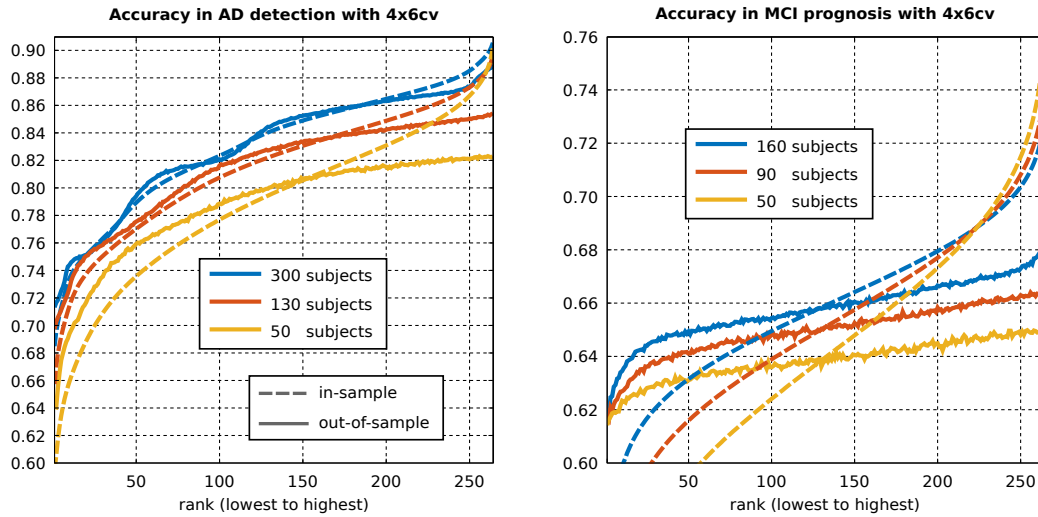 Accuracy in AD detection with 4x6cv
0.90
0.88
0.86
0.84
0.82
0.80
0.78
0.76
0.74
0.72
0.70
0.68
0.66
0.64
0.62
0.60
300 subjects
130 subjects
50 subjects
in-sample
out-of-sample
50
100
150
200
250
rank (lowest to highest)
Accuracy in MCI prognosis with 4x6cv
0.76
0.74
0.72
0.70
0.68
0.66
0.64
0.62
0.60
160 subjects
90 subjects
50 subjects
50
100
150
200
250
rank (lowest to highest)